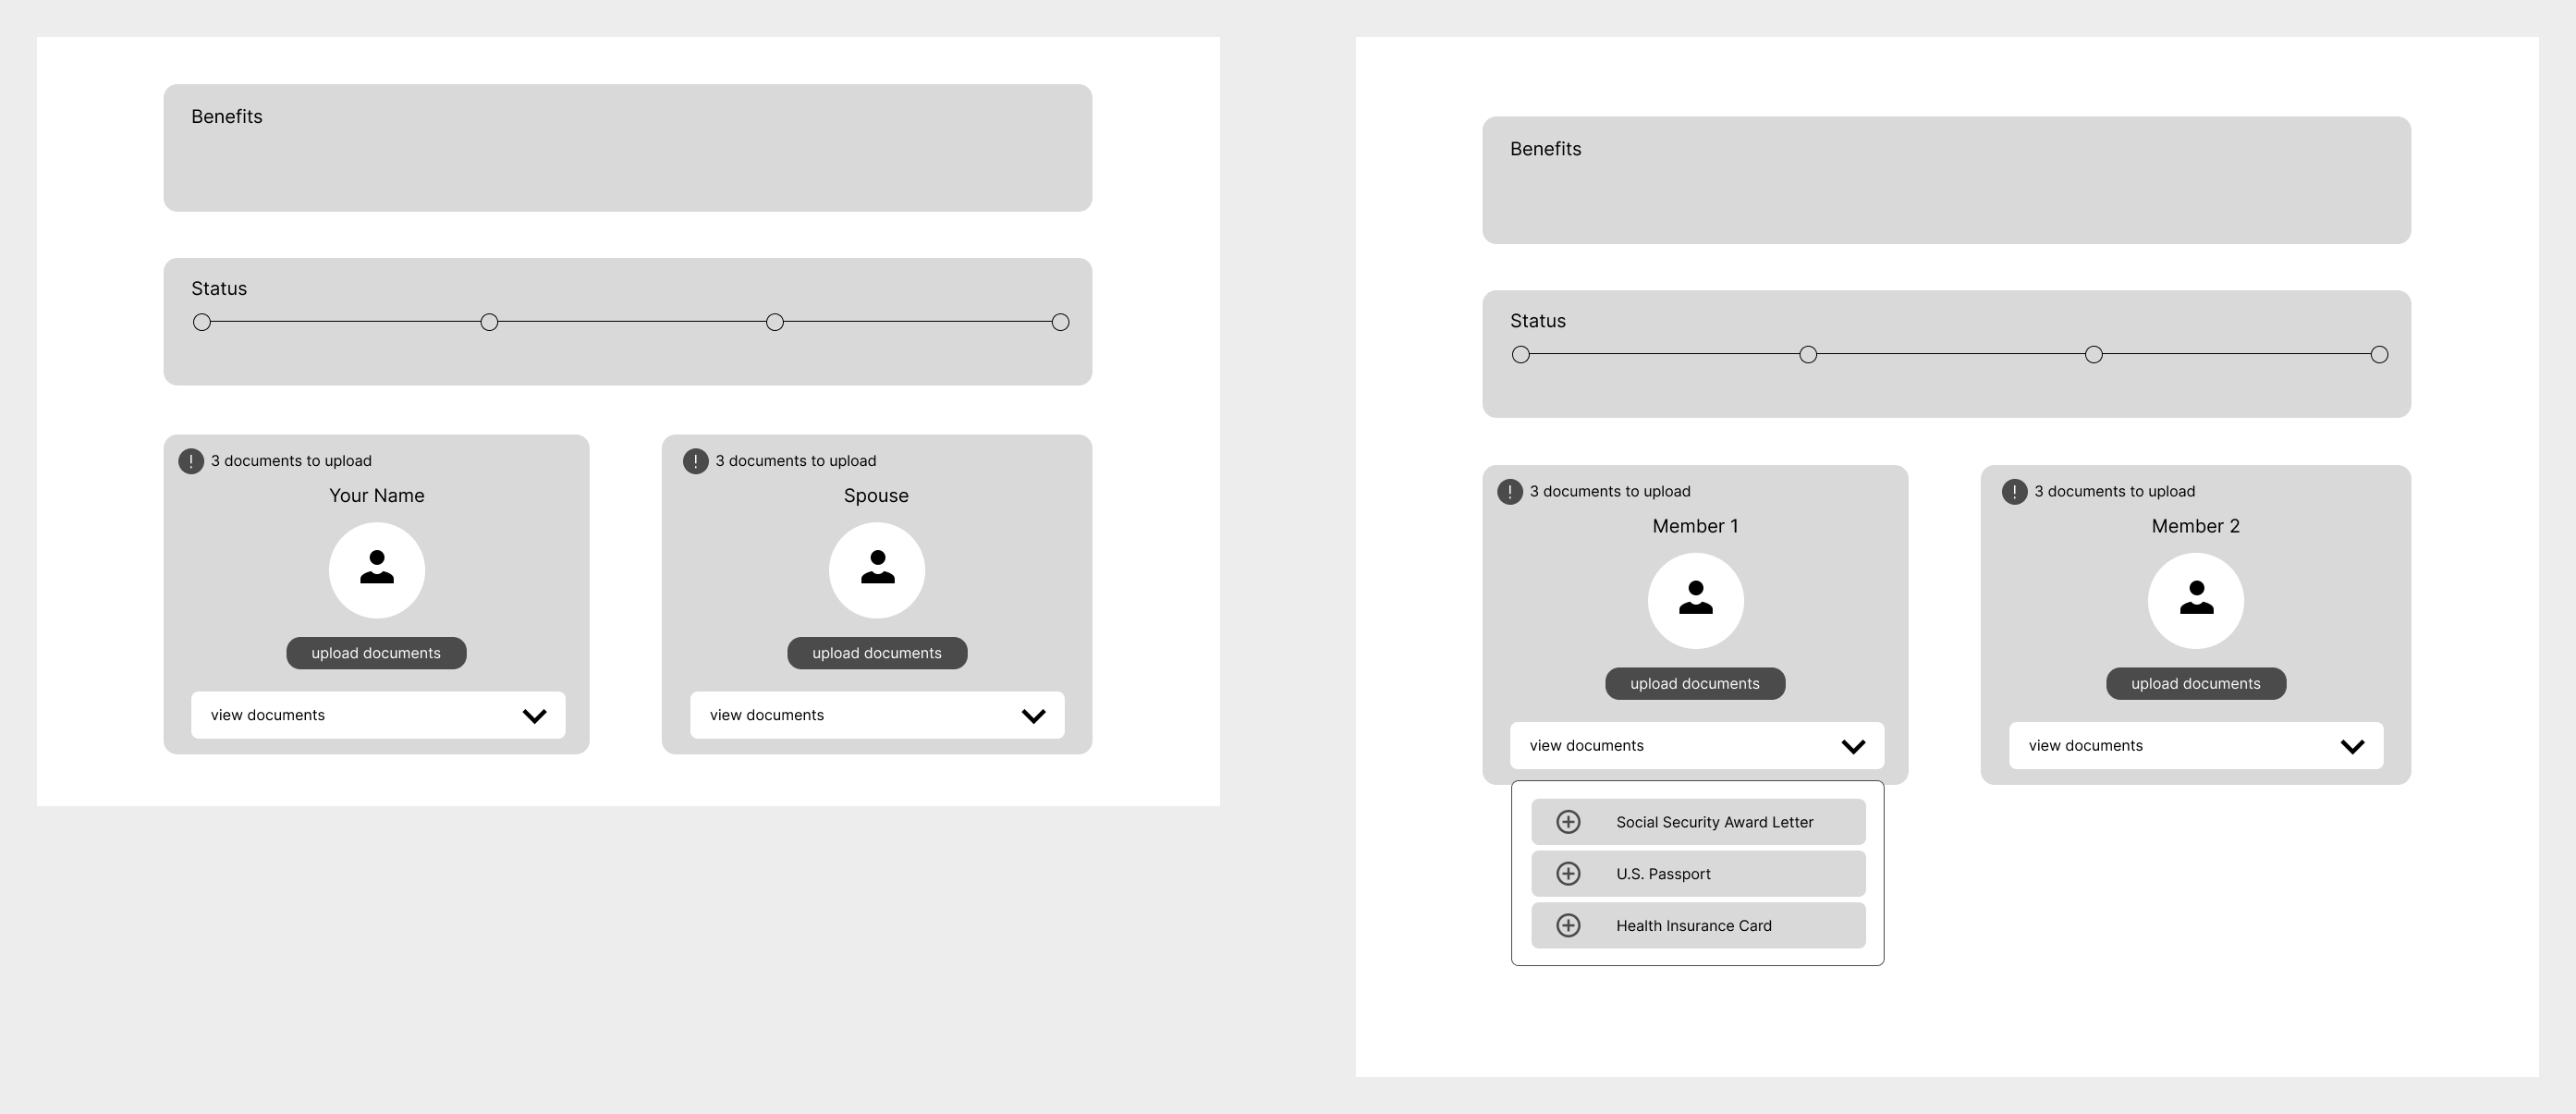 Benefits
Status
! 3 documents to upload
Your Name
upload documents
view documents
! 3 documents to upload
Spouse
upload documents
view documents
Benefits
Status
! 3 documents to upload
Member 1
upload documents
view documents
Social Security Award Letter
U.S. Passport
Health Insurance Card
! 3 documents to upload
Member 2
upload documents
view documents